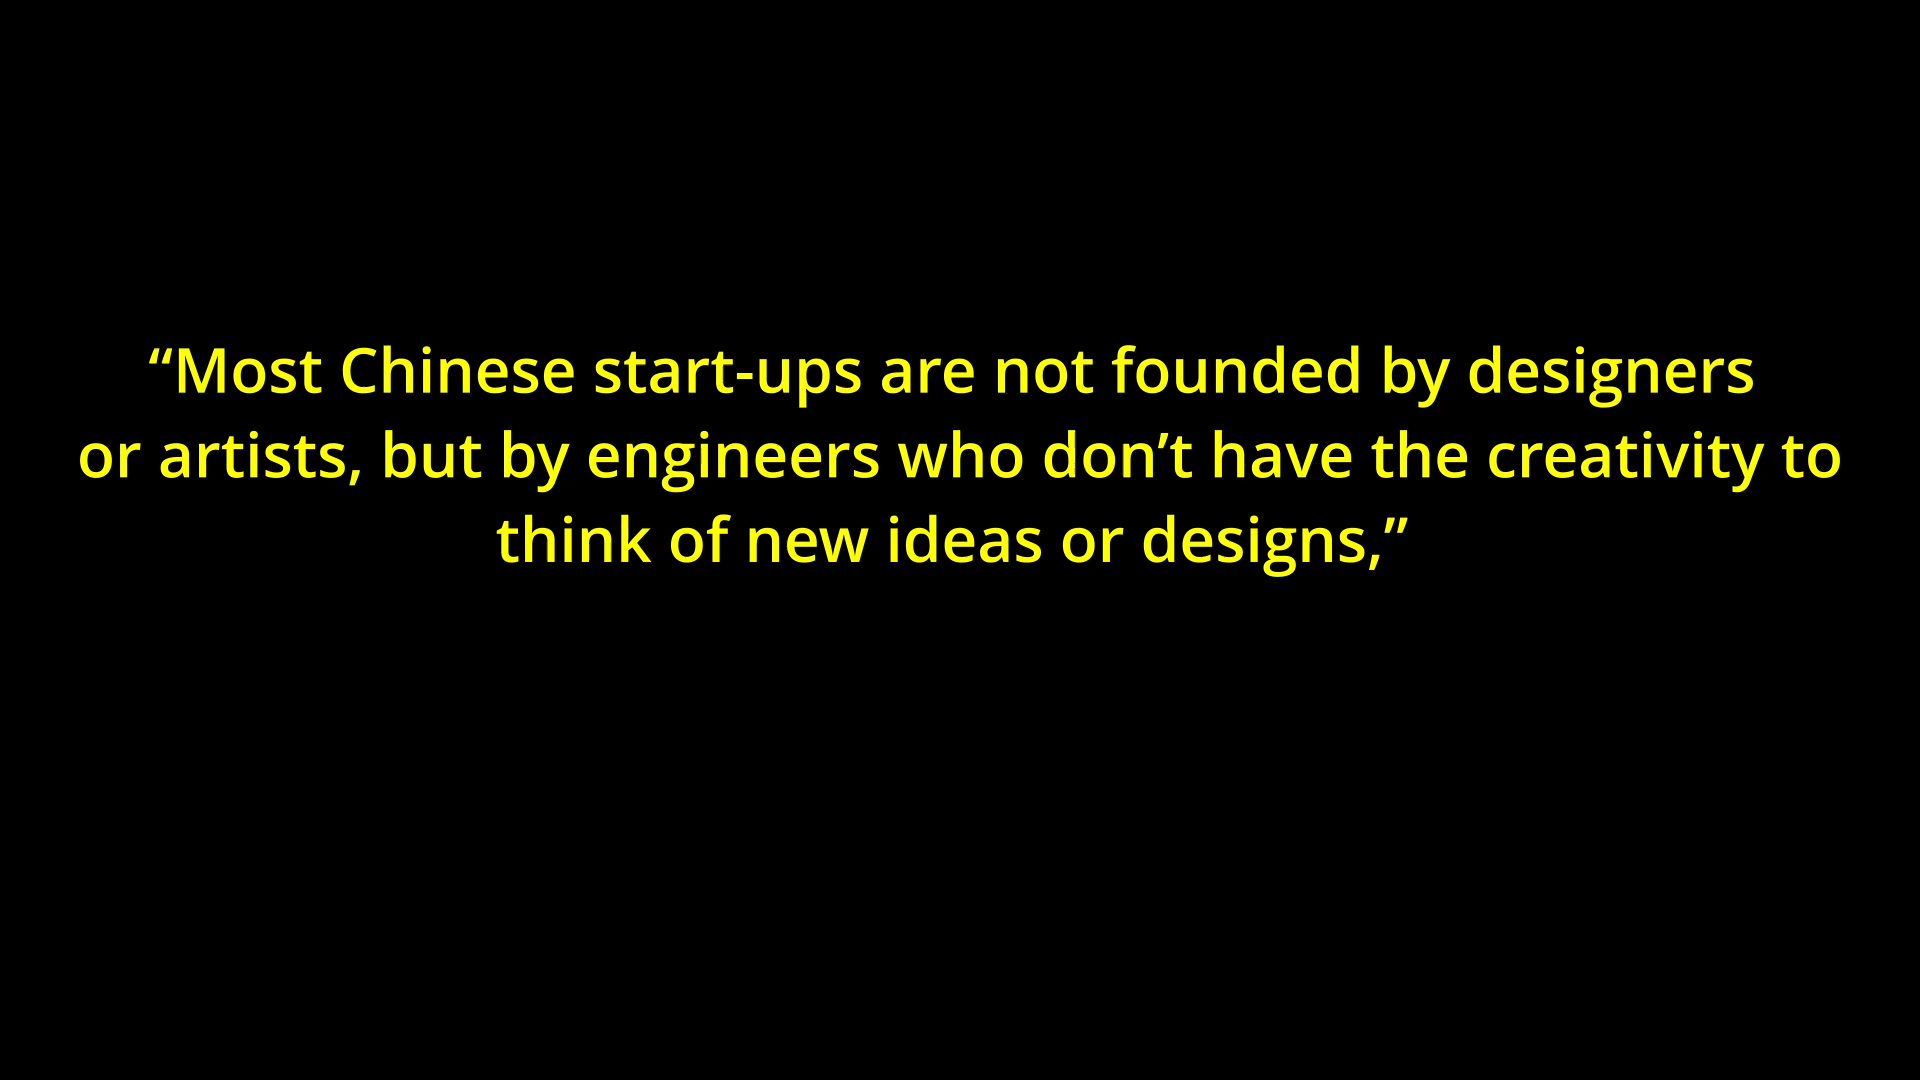 “Most Chinese start-ups are not founded by designers
or artists, but by engineers who don’t have the creativity to
think of new ideas or designs,”